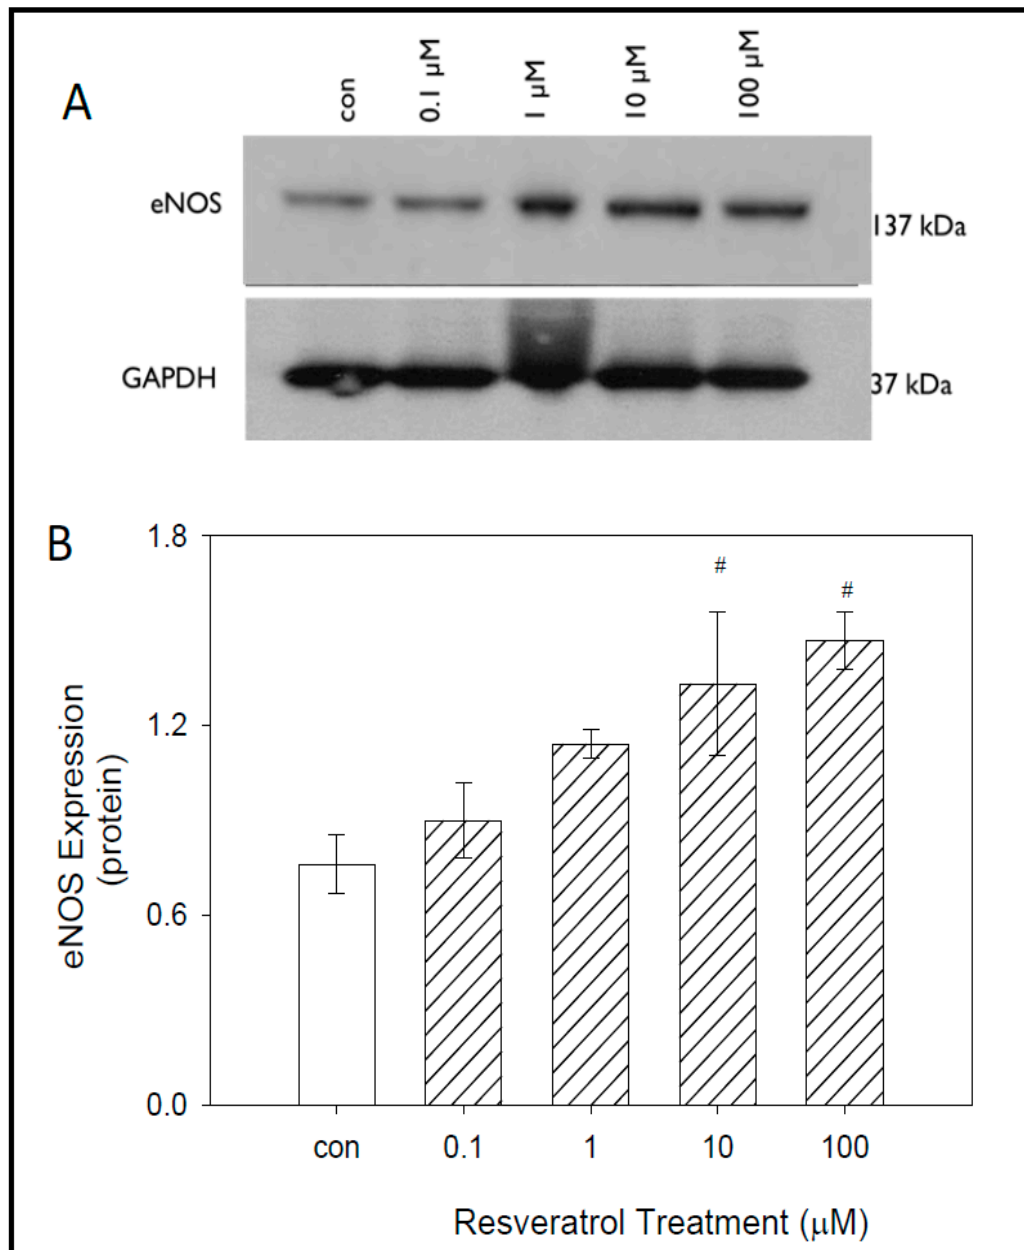 A
con
0.1 µM
1 µM
10 µM
100 µM
eNOS
137 kDa
GAPDH
37 kDa
B
1.8
1.2
0.6
0.0
eNOS Expression
(protein)
#
#
con
0.1
1
10
100
Resveratrol Treatment (µM)